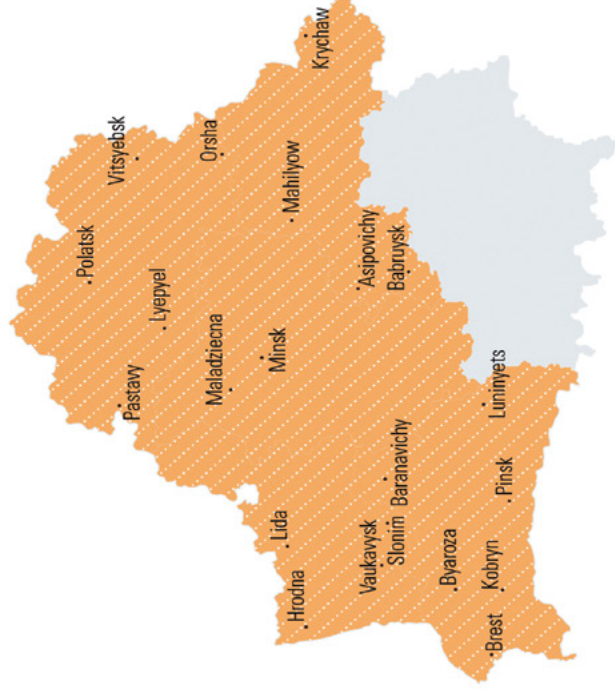 Polatsk
Vitsyebsk
Pastavy
Lyepyel
Orsha
Maladziecna
Minsk
Mahilyow
Krychaw
Lida
Hrodna
Asipovichy
Babruysk
Vaukavysk
Slonim
Baranavichy
Byaroza
Kobryn
Brest
Pinsk
Luninyets